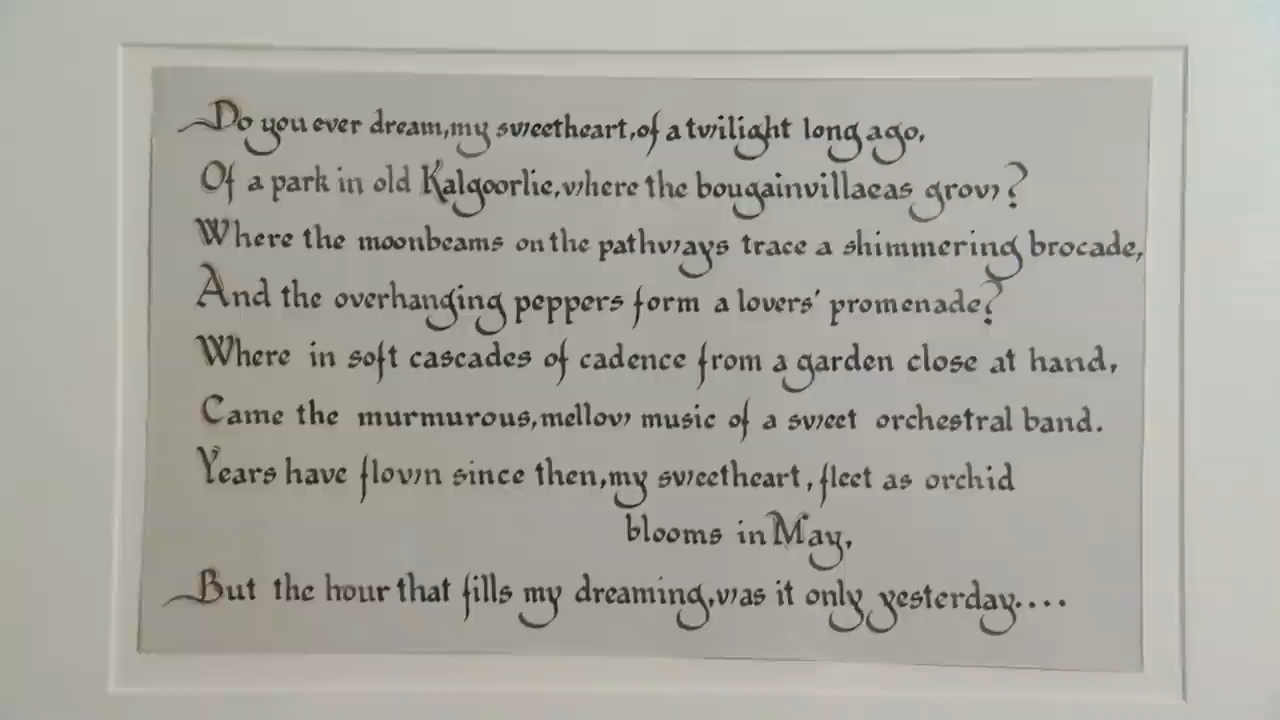 Do you ever dream, my sweetheart, of a twilight long ago,
Of a park in old Kalgoorlie, where the bougainvillaeas grow?
Where the moonbeams on the pathways trace a shimmering brocade,
And the overhanging peppers form a lovers' promenade?
Where in soft cascades of cadence from a garden close at hand,
Came the murmurous, mellow music of a sweet orchestral band.
Years have flown since then, my sweetheart, fleet as orchid
blooms in May,
But the hour that fills my dreaming, was it only yesterday....